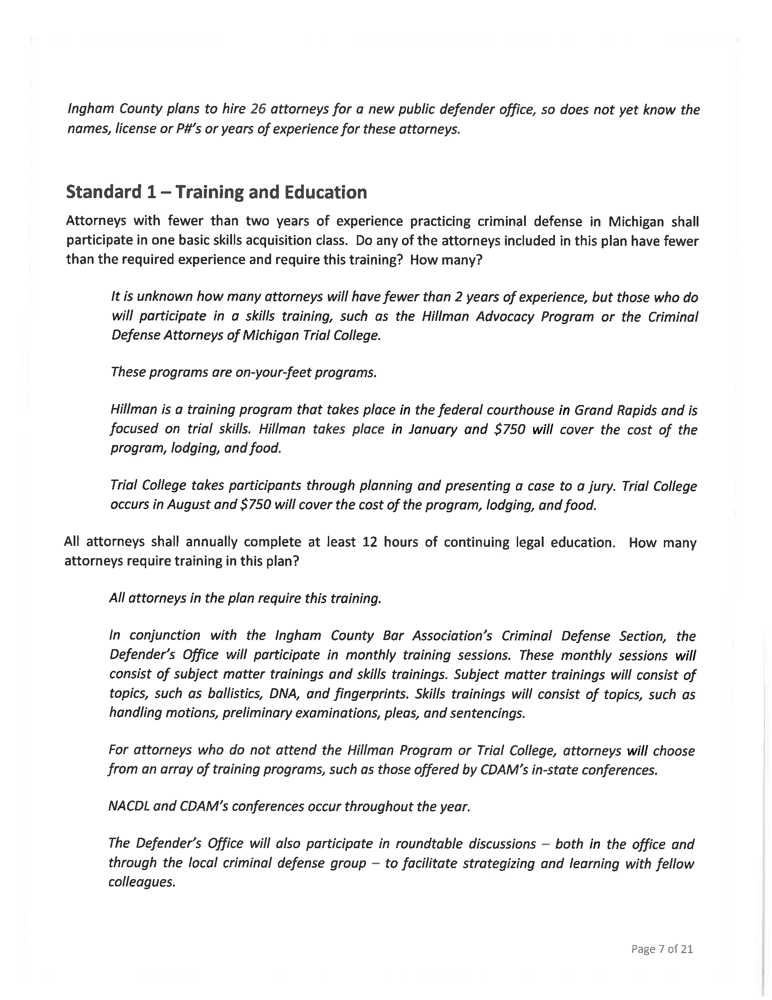 Ingham County plans to hire 26 attorneys for a new public defender office, so does not yet know the
names, license or P#'s or years of experience for these attorneys.
Standard 1 – Training and Education
Attorneys with fewer than two years of experience practicing criminal defense in Michigan shall
participate in one basic skills acquisition class. Do any of the attorneys included in this plan have fewer
than the required experience and require this training? How many?
It is unknown how many attorneys will have fewer than 2 years of experience, but those who do
will participate in a skills training, such as the Hillman Advocacy Program or the Criminal
Defense Attorneys of Michigan Trial College.
These programs are on-your-feet programs.
Hillman is a training program that takes place in the federal courthouse in Grand Rapids and is
focused on trial skills. Hillman takes place in January and $750 will cover the cost of the
program, lodging, and food.
Trial College takes participants through planning and presenting a case to a jury. Trial College
occurs in August and $750 will cover the cost of the program, lodging, and food.
All attorneys shall annually complete at least 12 hours of continuing legal education. How many
attorneys require training in this plan?
All attorneys in the plan require this training.
In conjunction with the Ingham County Bar Association's Criminal Defense Section, the
Defender's Office will participate in monthly training sessions. These monthly sessions will
consist of subject matter trainings and skills trainings. Subject matter trainings will consist of
topics, such as ballistics, DNA, and fingerprints. Skills trainings will consist of topics, such as
handling motions, preliminary examinations, pleas, and sentencings.
For attorneys who do not attend the Hillman Program or Trial College, attorneys will choose
from an array of training programs, such as those offered by CDAM's in-state conferences.
NACDL and CDAM's conferences occur throughout the year.
The Defender's Office will also participate in roundtable discussions – both in the office and
through the local criminal defense group – to facilitate strategizing and learning with fellow
colleagues.
Page 7 of 21